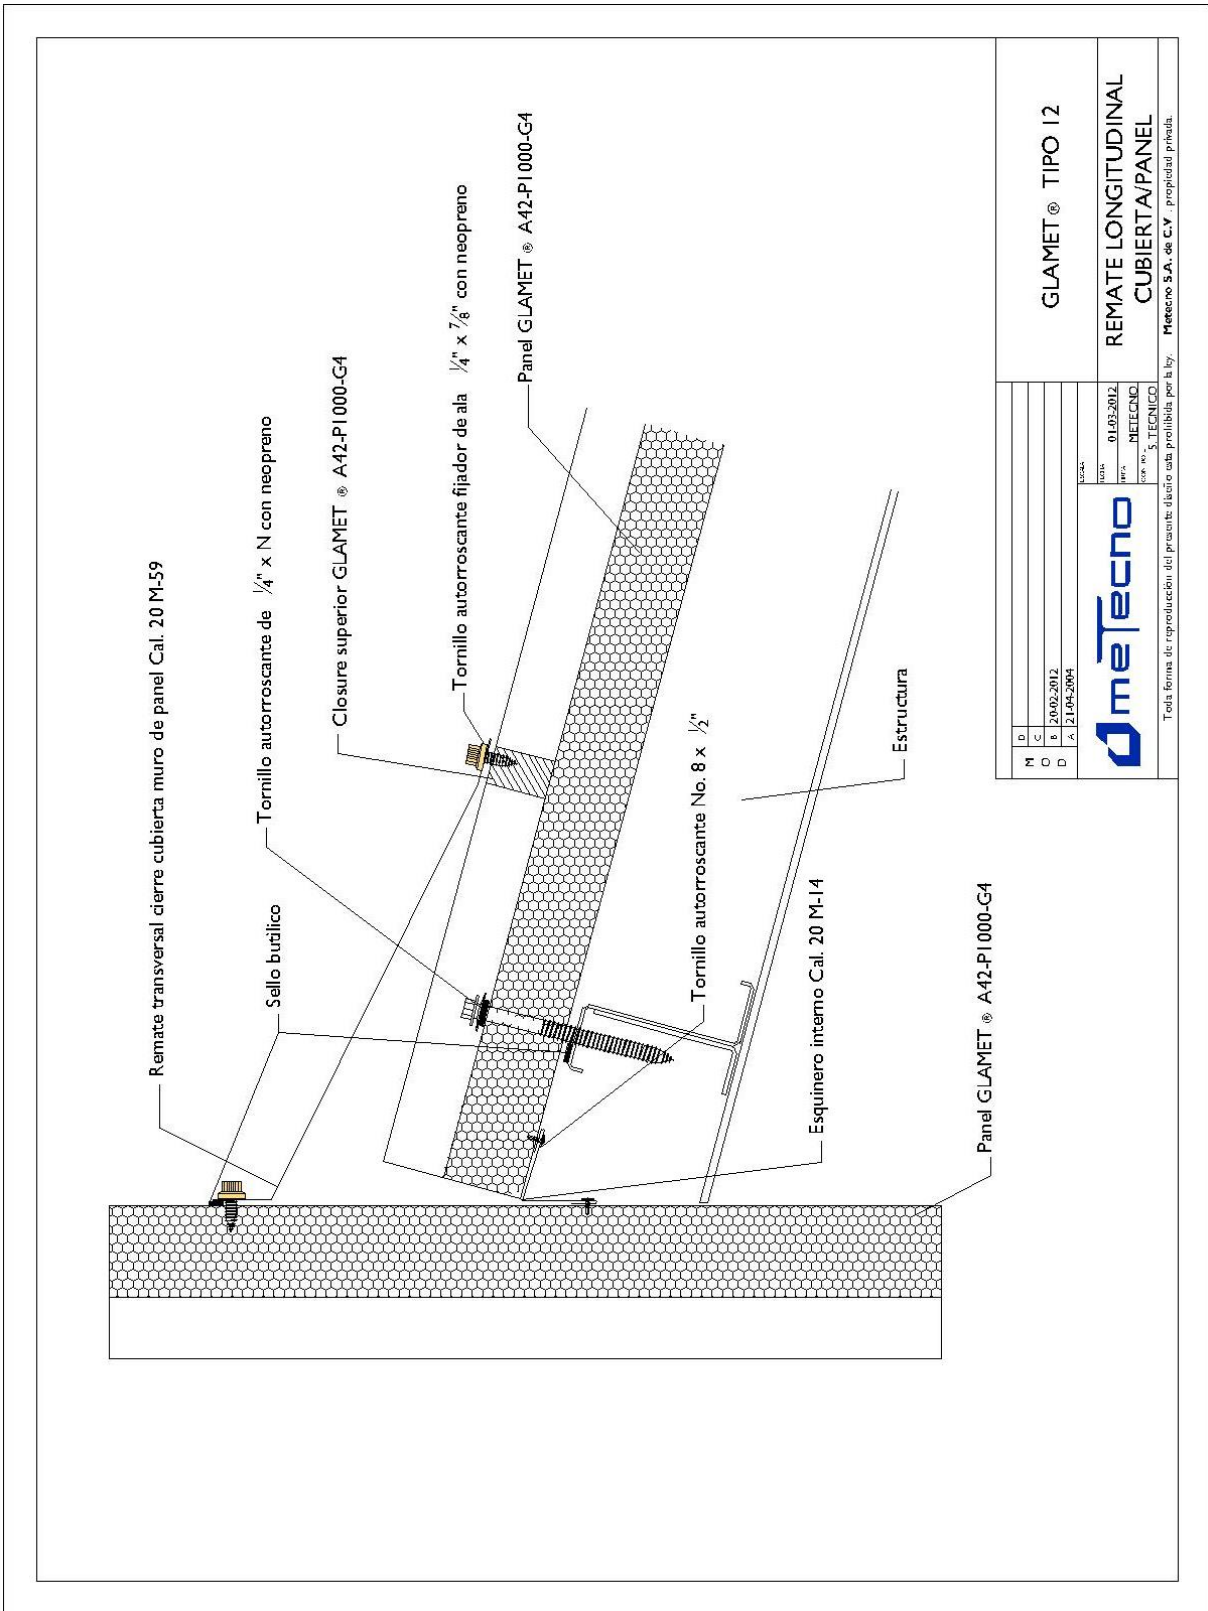 Remate transversal cierre cubierta muro de panel Cal. 20 M-59
Sello butilico
Tornillo autorroscante de ¼" x N con neopreno
Closure superior GLAMET ® A42-P1000-G4
Tornillo autorroscante fijador de ala ¼" x ⅞" con neopreno
Panel GLAMET ® A42-P1000-G4
Tornillo autorroscante No. 8 x ½"
Esquinero interno Cal. 20 M-14
Estructura
Panel GLAMET ® A42-P1000-G4
M
O
D
D
C
B 20-02-2012
A 21-04-2004
meTecno
ESCALA
FECHA 01-03-2012
METECNO
S. TECNICO
GLAMET ® TIPO 12
REMATE LONGITUDINAL
CUBIERTA/PANEL
Toda forma de reproducción del presente diseño esta prohibida por la ley. Metecno S.A. de C.V. propiedad privada.